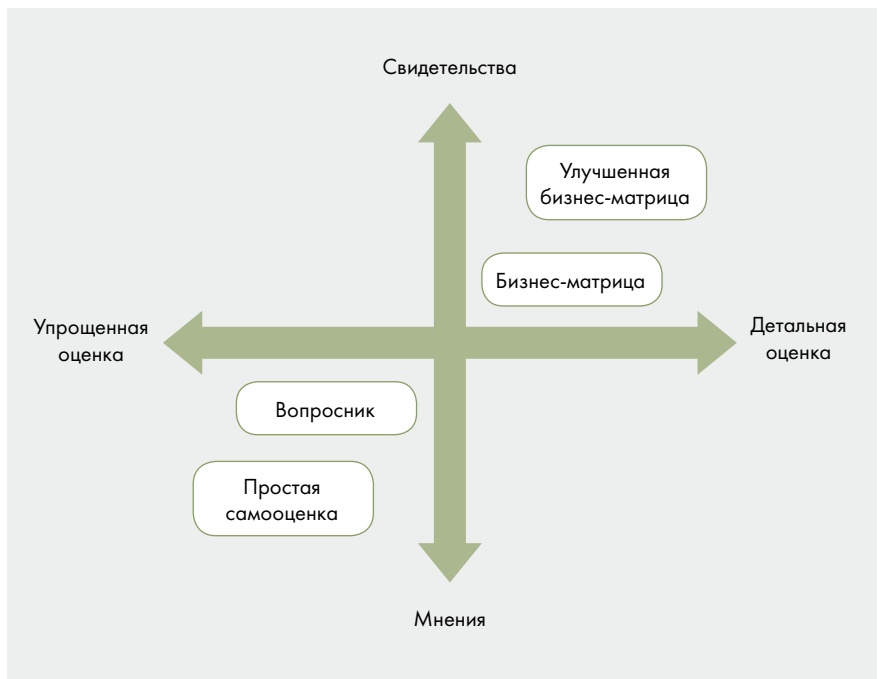 Свидетельства
Улучшенная
бизнес-матрица
Бизнес-матрица
Упрощенная
оценка
Детальная
оценка
Вопросник
Простая
самооценка
Мнения